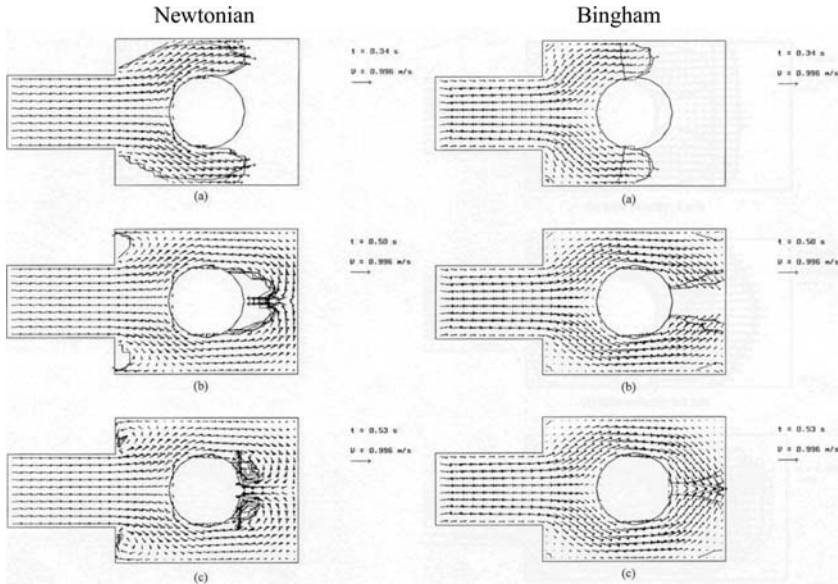 Newtonian
Bingham
t = 0.34 s
U = 0.996 m/s
(a)
t = 0.34 s
U = 0.996 m/s
(a)
t = 0.50 s
U = 0.996 m/s
(b)
t = 0.50 s
U = 0.996 m/s
(b)
t = 0.53 s
U = 0.996 m/s
(c)
t = 0.53 s
U = 0.996 m/s
(c)